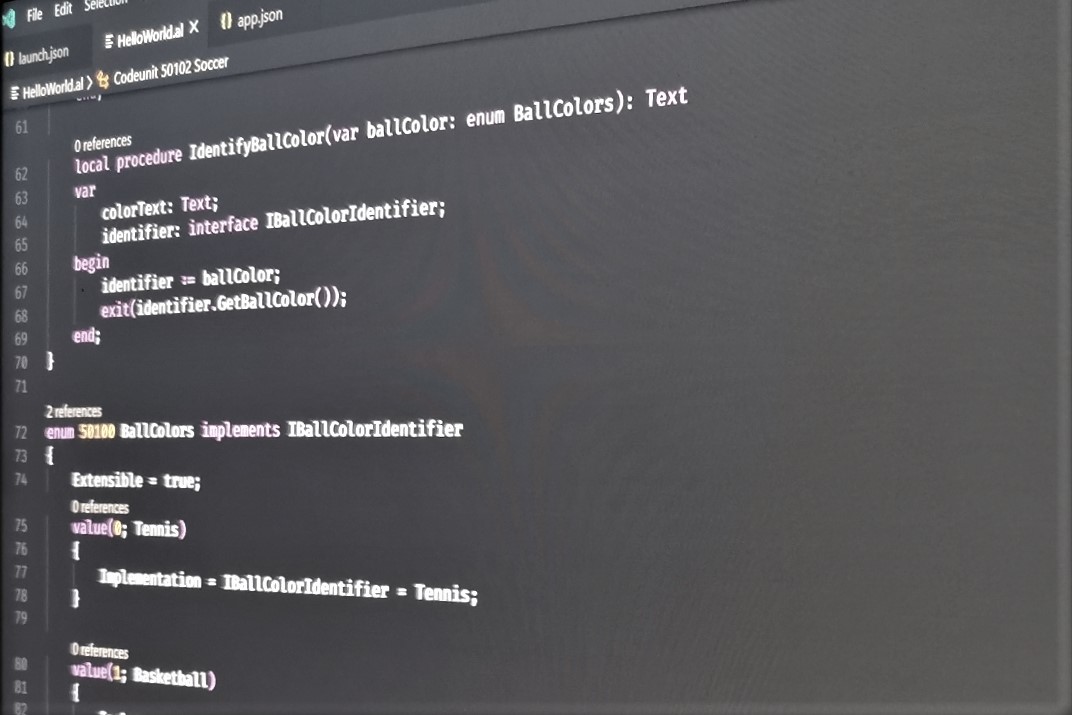 File Edit Selection
launch.json HelloWorld.al X app.json
HelloWorld.al > Codeunit 50102 Soccer
61
0 references
62 local procedure IdentifyBallColor(var ballColor: enum BallColors): Text
63 var
64 colorText: Text;
65 identifier: interface IBallColorIdentifier;
66 begin
67 identifier := ballColor;
68 exit(identifier.GetBallColor());
69 end;
70 }
71
2 references
72 enum 50100 BallColors implements IBallColorIdentifier
73 {
74 Extensible = true;
0 references
75 value(0; Tennis)
76 {
77 Implementation = IBallColorIdentifier = Tennis;
78 }
79
0 references
80 value(1; Basketball)
81 {
82